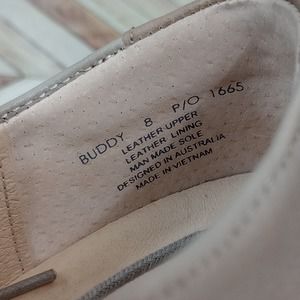 BUDDY 8 P/O 1665
LEATHER UPPER
LEATHER LINING
MAN MADE SOLE
DESIGNED IN AUSTRALIA
MADE IN VIETNAM